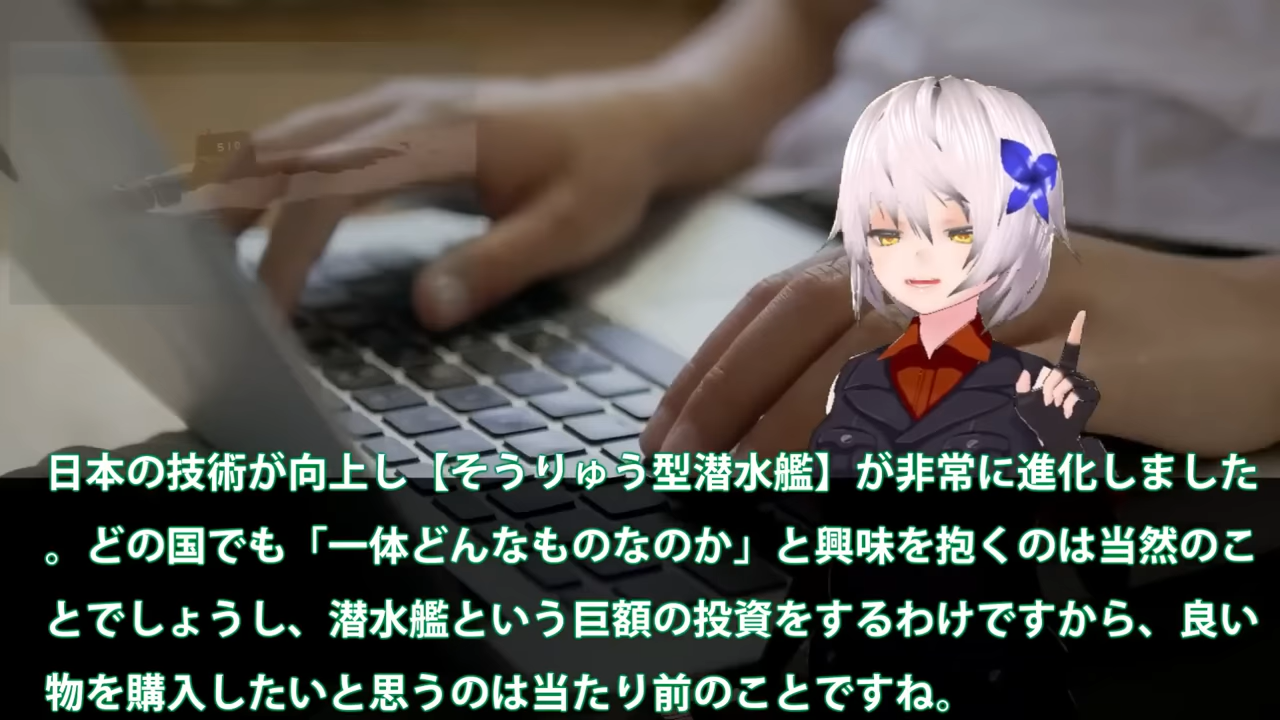 510
日本の技術が向上し【そうりゅう型潜水艦】が非常に進化しました
。どの国でも「一体どんなものなのか」と興味を抱くのは当然のこ
とでしょうし、潜水艦という巨額の投資をするわけですから、良い
物を購入したいと思うのは当たり前のことですね。